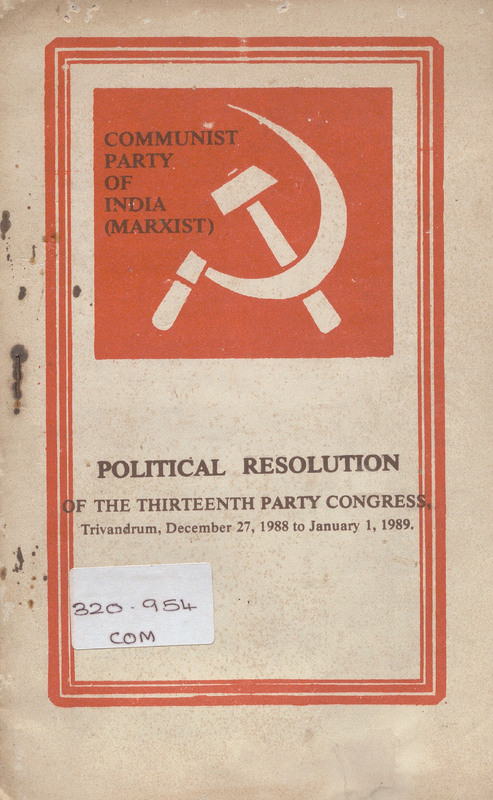 COMMUNIST
PARTY
OF
INDIA
(MARXIST)
POLITICAL RESOLUTION
OF THE THIRTEENTH PARTY CONGRESS,
Trivandrum, December 27, 1988 to January 1, 1989.
320.954
COM